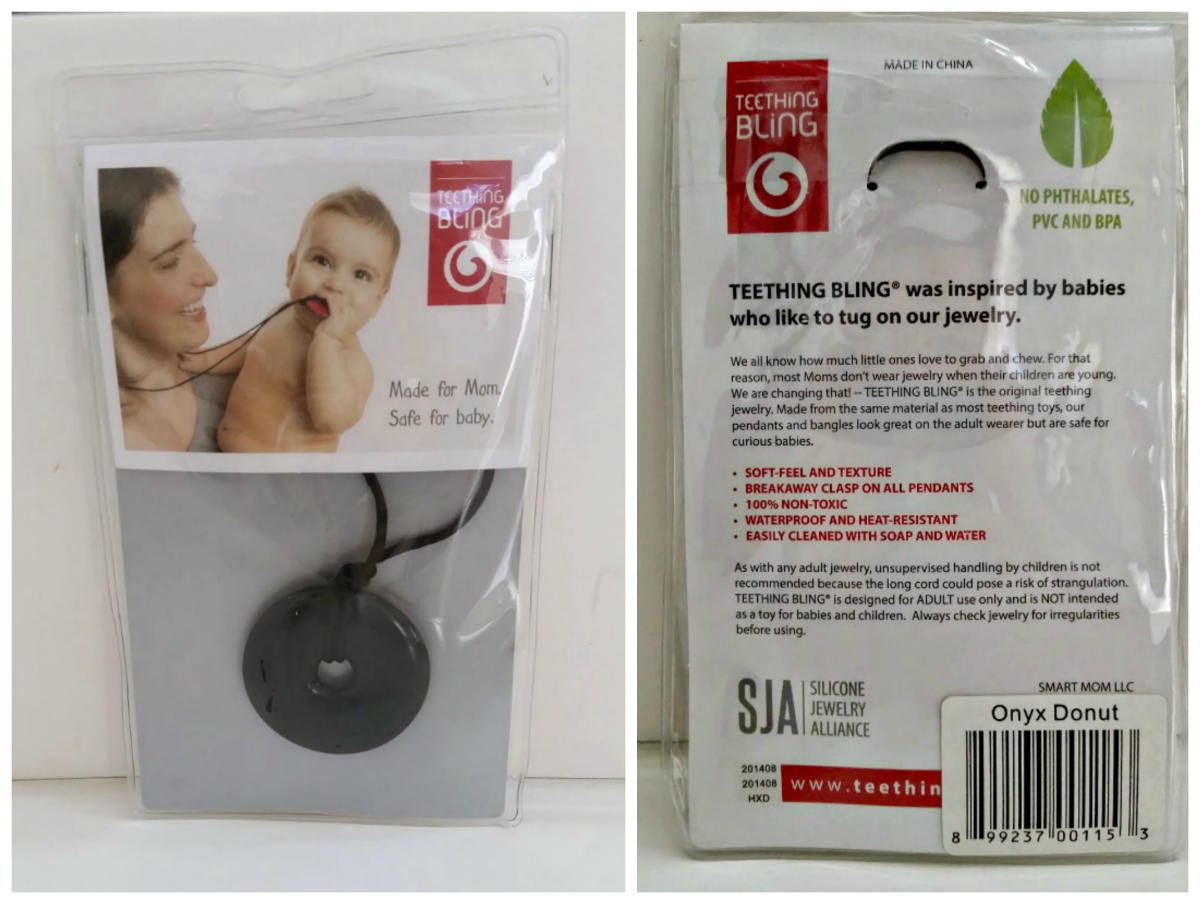 TEETHING
BLING
Made for Mom.
Safe for baby.
MADE IN CHINA
TEETHING
BLING
NO PHTHALATES,
PVC AND BPA
TEETHING BLING® was inspired by babies
who like to tug on our jewelry.
We all know how much little ones love to grab and chew. For that
reason, most Moms don't wear jewelry when their children are young.
We are changing that! – TEETHING BLING® is the original teething
jewelry. Made from the same material as most teething toys, our
pendants and bangles look great on the adult wearer but are safe for
curious babies.
• SOFT-FEEL AND TEXTURE
• BREAKAWAY CLASP ON ALL PENDANTS
• 100% NON-TOXIC
• WATERPROOF AND HEAT-RESISTANT
• EASILY CLEANED WITH SOAP AND WATER
As with any adult jewelry, unsupervised handling by children is not
recommended because the long cord could pose a risk of strangulation.
TEETHING BLING® is designed for ADULT use only and is NOT intended
as a toy for babies and children. Always check jewelry for irregularities
before using.
SJA
SILICONE
JEWELRY
ALLIANCE
SMART MOM LLC
Onyx Donut
201408
201408
HXD
www.teethin
8 99237 00115 3